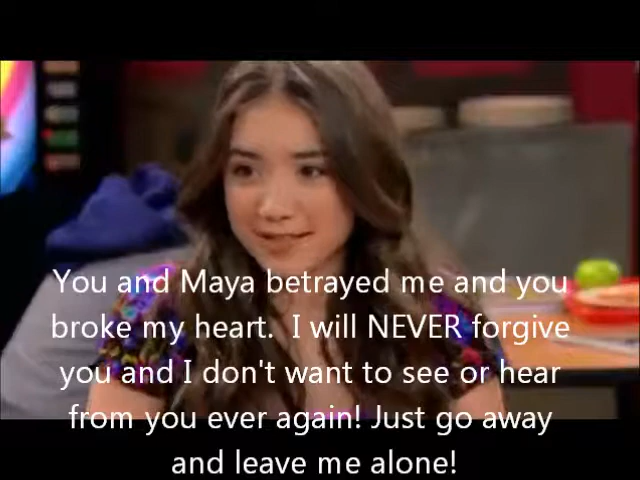 You and Maya betrayed me and you
broke my heart.  I will NEVER forgive
you and I don't want to see or hear
from you ever again! Just go away
and leave me alone!